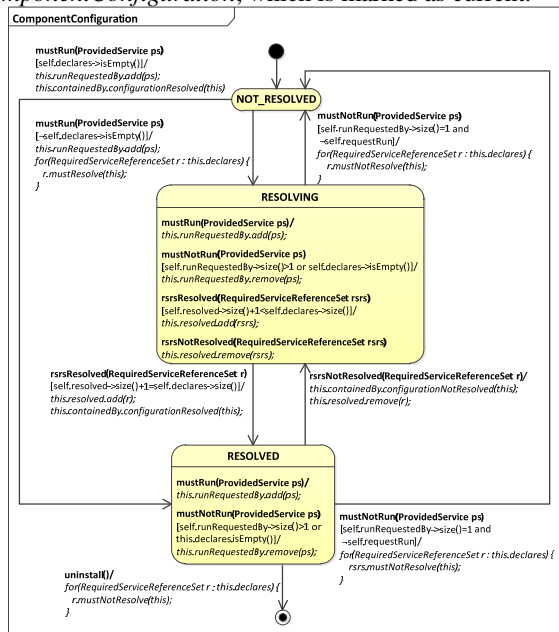 omponentConfiguration, which is marked as current.
ComponentConfiguration
mustRun(ProvidedService ps)
[self.declares->isEmpty()]/
this.runRequestedBy.add(ps);
this.containedBy.configurationResolved(this)
NOT_RESOLVED
mustRun(ProvidedService ps)
[¬self.declares->isEmpty()]/
this.runRequestedBy.add(ps);
for(RequiredServiceReferenceSet r : this.declares) {
r.mustResolve(this);
}
mustNotRun(ProvidedService ps)
[self.runRequestedBy->size()=1 and
¬self.requestRun]/
for(RequiredServiceReferenceSet r : this.declares) {
r.mustNotResolve(this);
}
RESOLVING
mustRun(ProvidedService ps)/
this.runRequestedBy.add(ps);
mustNotRun(ProvidedService ps)
[self.runRequestedBy->size()>1 or self.declares->isEmpty()]/
this.runRequestedBy.remove(ps);
rsrsResolved(RequiredServiceReferenceSet rsrs)
[self.resolved->size()+1<self.declares->size()]/
this.resolved.add(rsrs);
rsrsNotResolved(RequiredServiceReferenceSet rsrs)
this.resolved.remove(rsrs);
rsrsResolved(RequiredServiceReferenceSet r)
[self.resolved->size()+1=self.declares->size()]/
this.resolved.add(r);
this.containedBy.configurationResolved(this);
rsrsNotResolved(RequiredServiceReferenceSet r)/
this.containedBy.configurationNotResolved(this);
this.resolved.remove(r);
RESOLVED
mustRun(ProvidedService ps)/
this.runRequestedBy.add(ps);
mustNotRun(ProvidedService ps)
[self.runRequestedBy->size()>1 or
this.declares.isEmpty()]/
this.runRequestedBy.remove(ps);
mustNotRun(ProvidedService ps)
[self.runRequestedBy->size()=1 and
¬self.requestRun]/
for(RequiredServiceReferenceSet r : this.declares) {
rsrs.mustNotResolve(this);
}
uninstall()/
for(RequiredServiceReferenceSet r : this.declares) {
r.mustNotResolve(this);
}